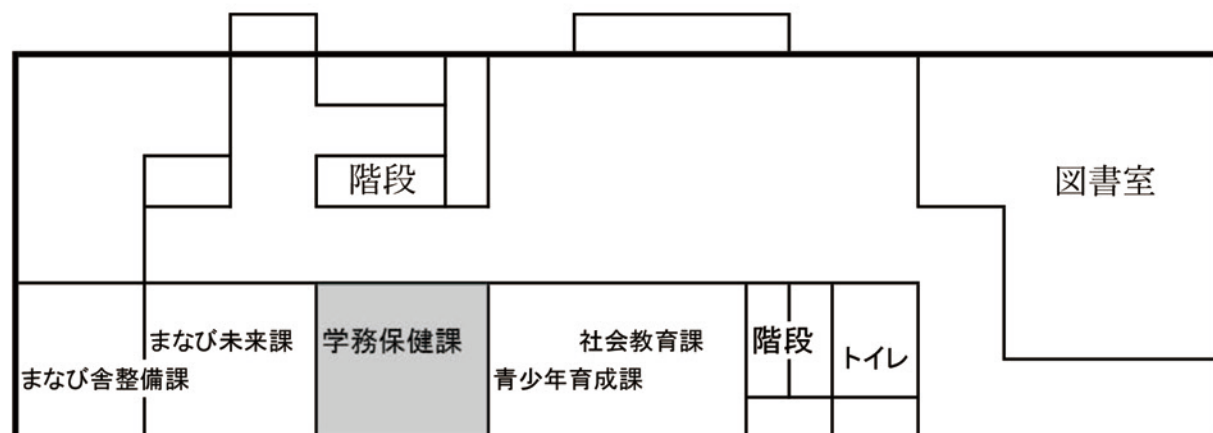 階段
図書室
まなび未来課
まなび舎整備課
学務保健課
社会教育課
青少年育成課
階段
トイレ